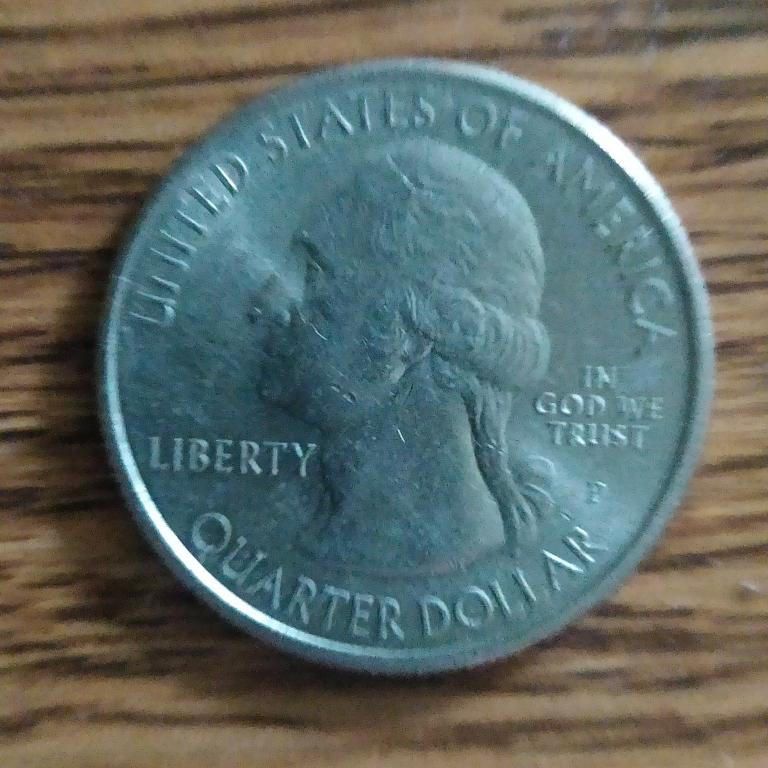 UNITED STATES OF AMERICA
LIBERTY
IN
GOD WE
TRUST
P
QUARTER DOLLAR